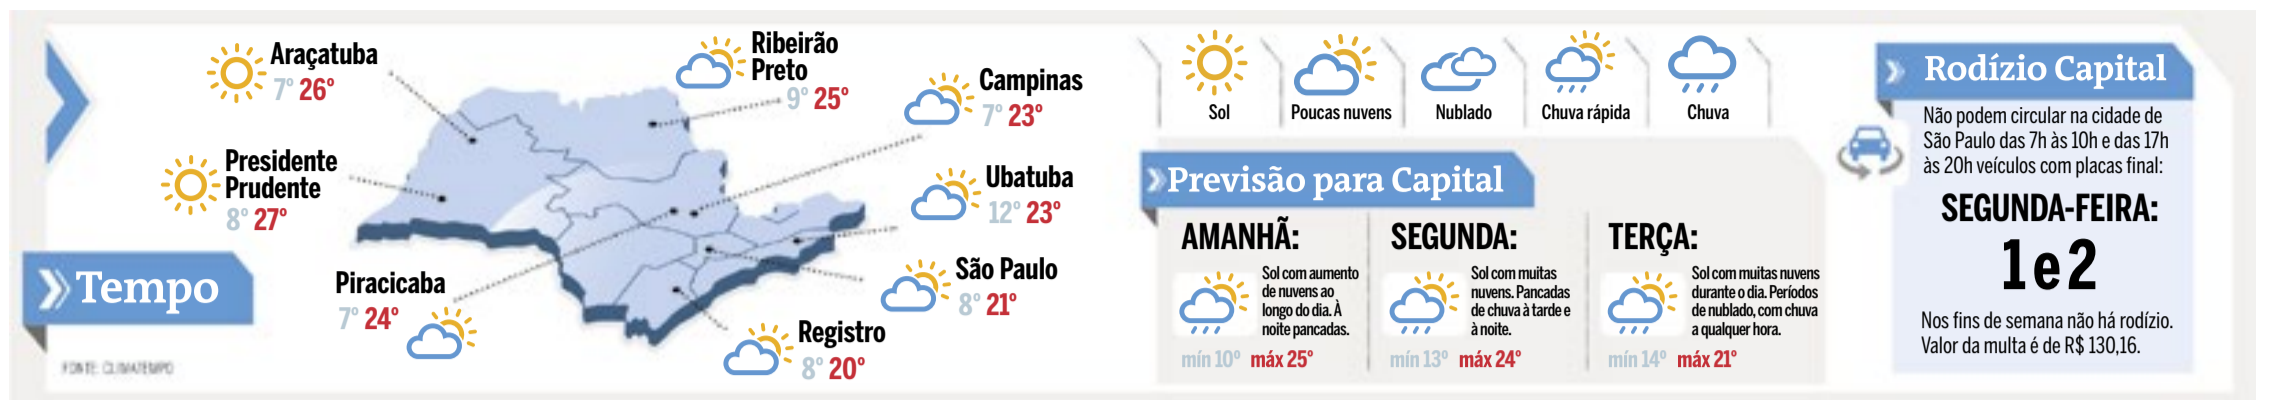 Tempo
FONTE: CLIMATEMPO
Araçatuba
7° 26°
Presidente
Prudente
8° 27°
Piracicaba
7° 24°
Ribeirão
Preto
9° 25°
Campinas
7° 23°
Ubatuba
12° 23°
São Paulo
8° 21°
Registro
8° 20°
Sol
Poucas nuvens
Nublado
Chuva rápida
Chuva
Previsão para Capital
AMANHÃ:
Sol com aumento
de nuvens ao
longo do dia. À
noite pancadas.
mín 10° máx 25°
SEGUNDA:
Sol com muitas
nuvens. Pancadas
de chuva à tarde e
à noite.
mín 13° máx 24°
TERÇA:
Sol com muitas nuvens
durante o dia. Períodos
de nublado, com chuva
a qualquer hora.
mín 14° máx 21°
Rodízio Capital
Não podem circular na cidade de
São Paulo das 7h às 10h e das 17h
às 20h veículos com placas final:
SEGUNDA-FEIRA:
1 e 2
Nos fins de semana não há rodízio.
Valor da multa é de R$ 130,16.